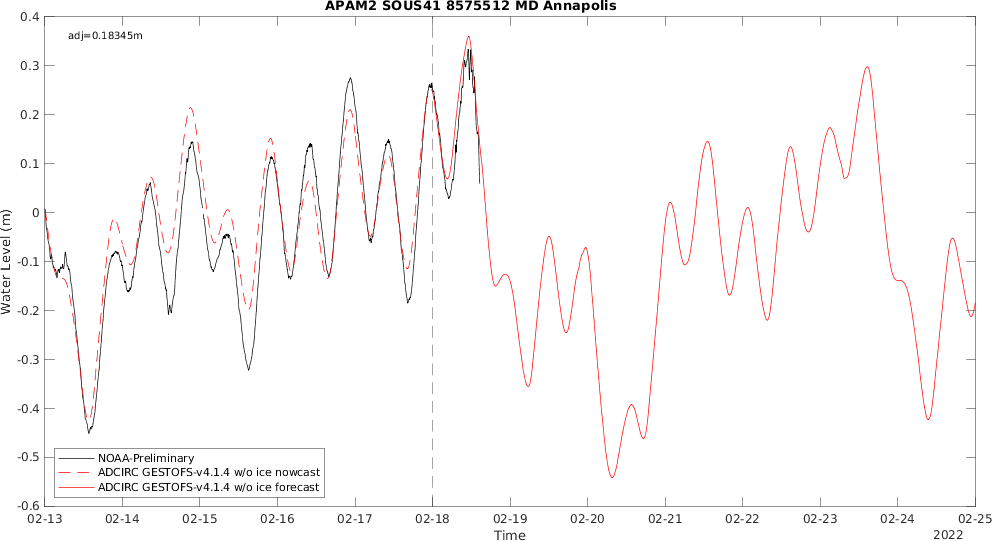 APAM2 SOUS41 8575512 MD Annapolis
adj=0.18345m
0.4
0.3
0.2
0.1
0
-0.1
-0.2
-0.3
-0.4
-0.5
-0.6
Water Level (m)
NOAA-Preliminary
ADCIRC GESTOFS-v4.1.4 w/o ice nowcast
ADCIRC GESTOFS-v4.1.4 w/o ice forecast
02-13 02-14 02-15 02-16 02-17 02-18 02-19 02-20 02-21 02-22 02-23 02-24 02-25
Time
2022